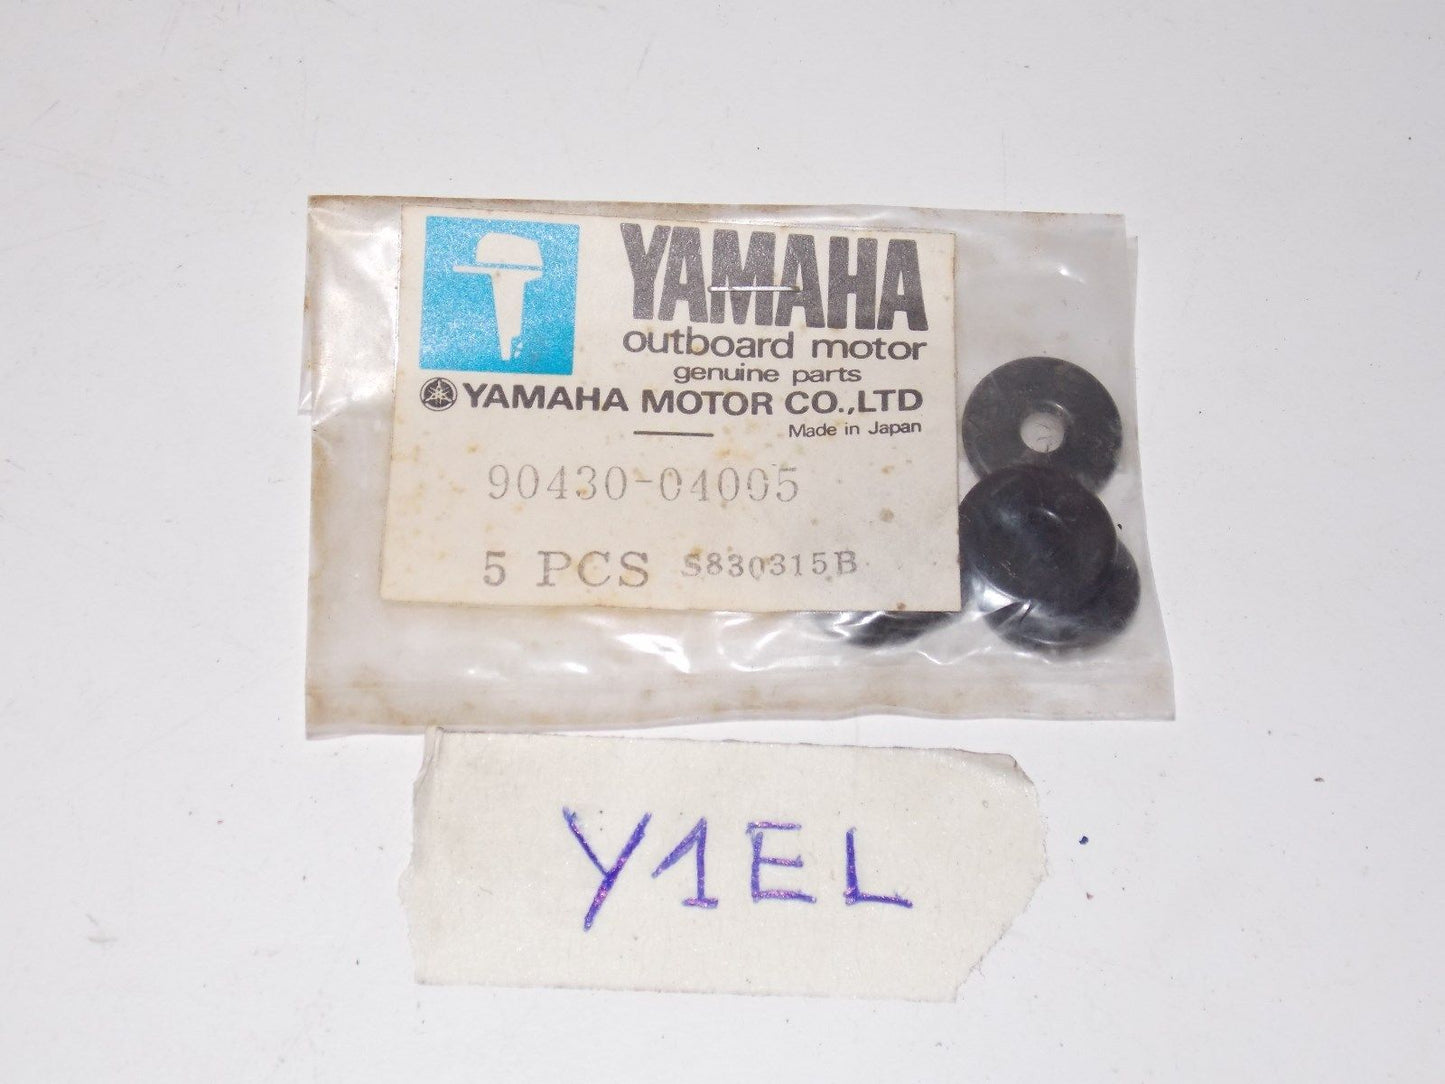 YAMAHA
outboard motor
genuine parts
YAMAHA MOTOR CO.,LTD
Made in Japan
90430-04005
5 PCS S830315B
Y1EL